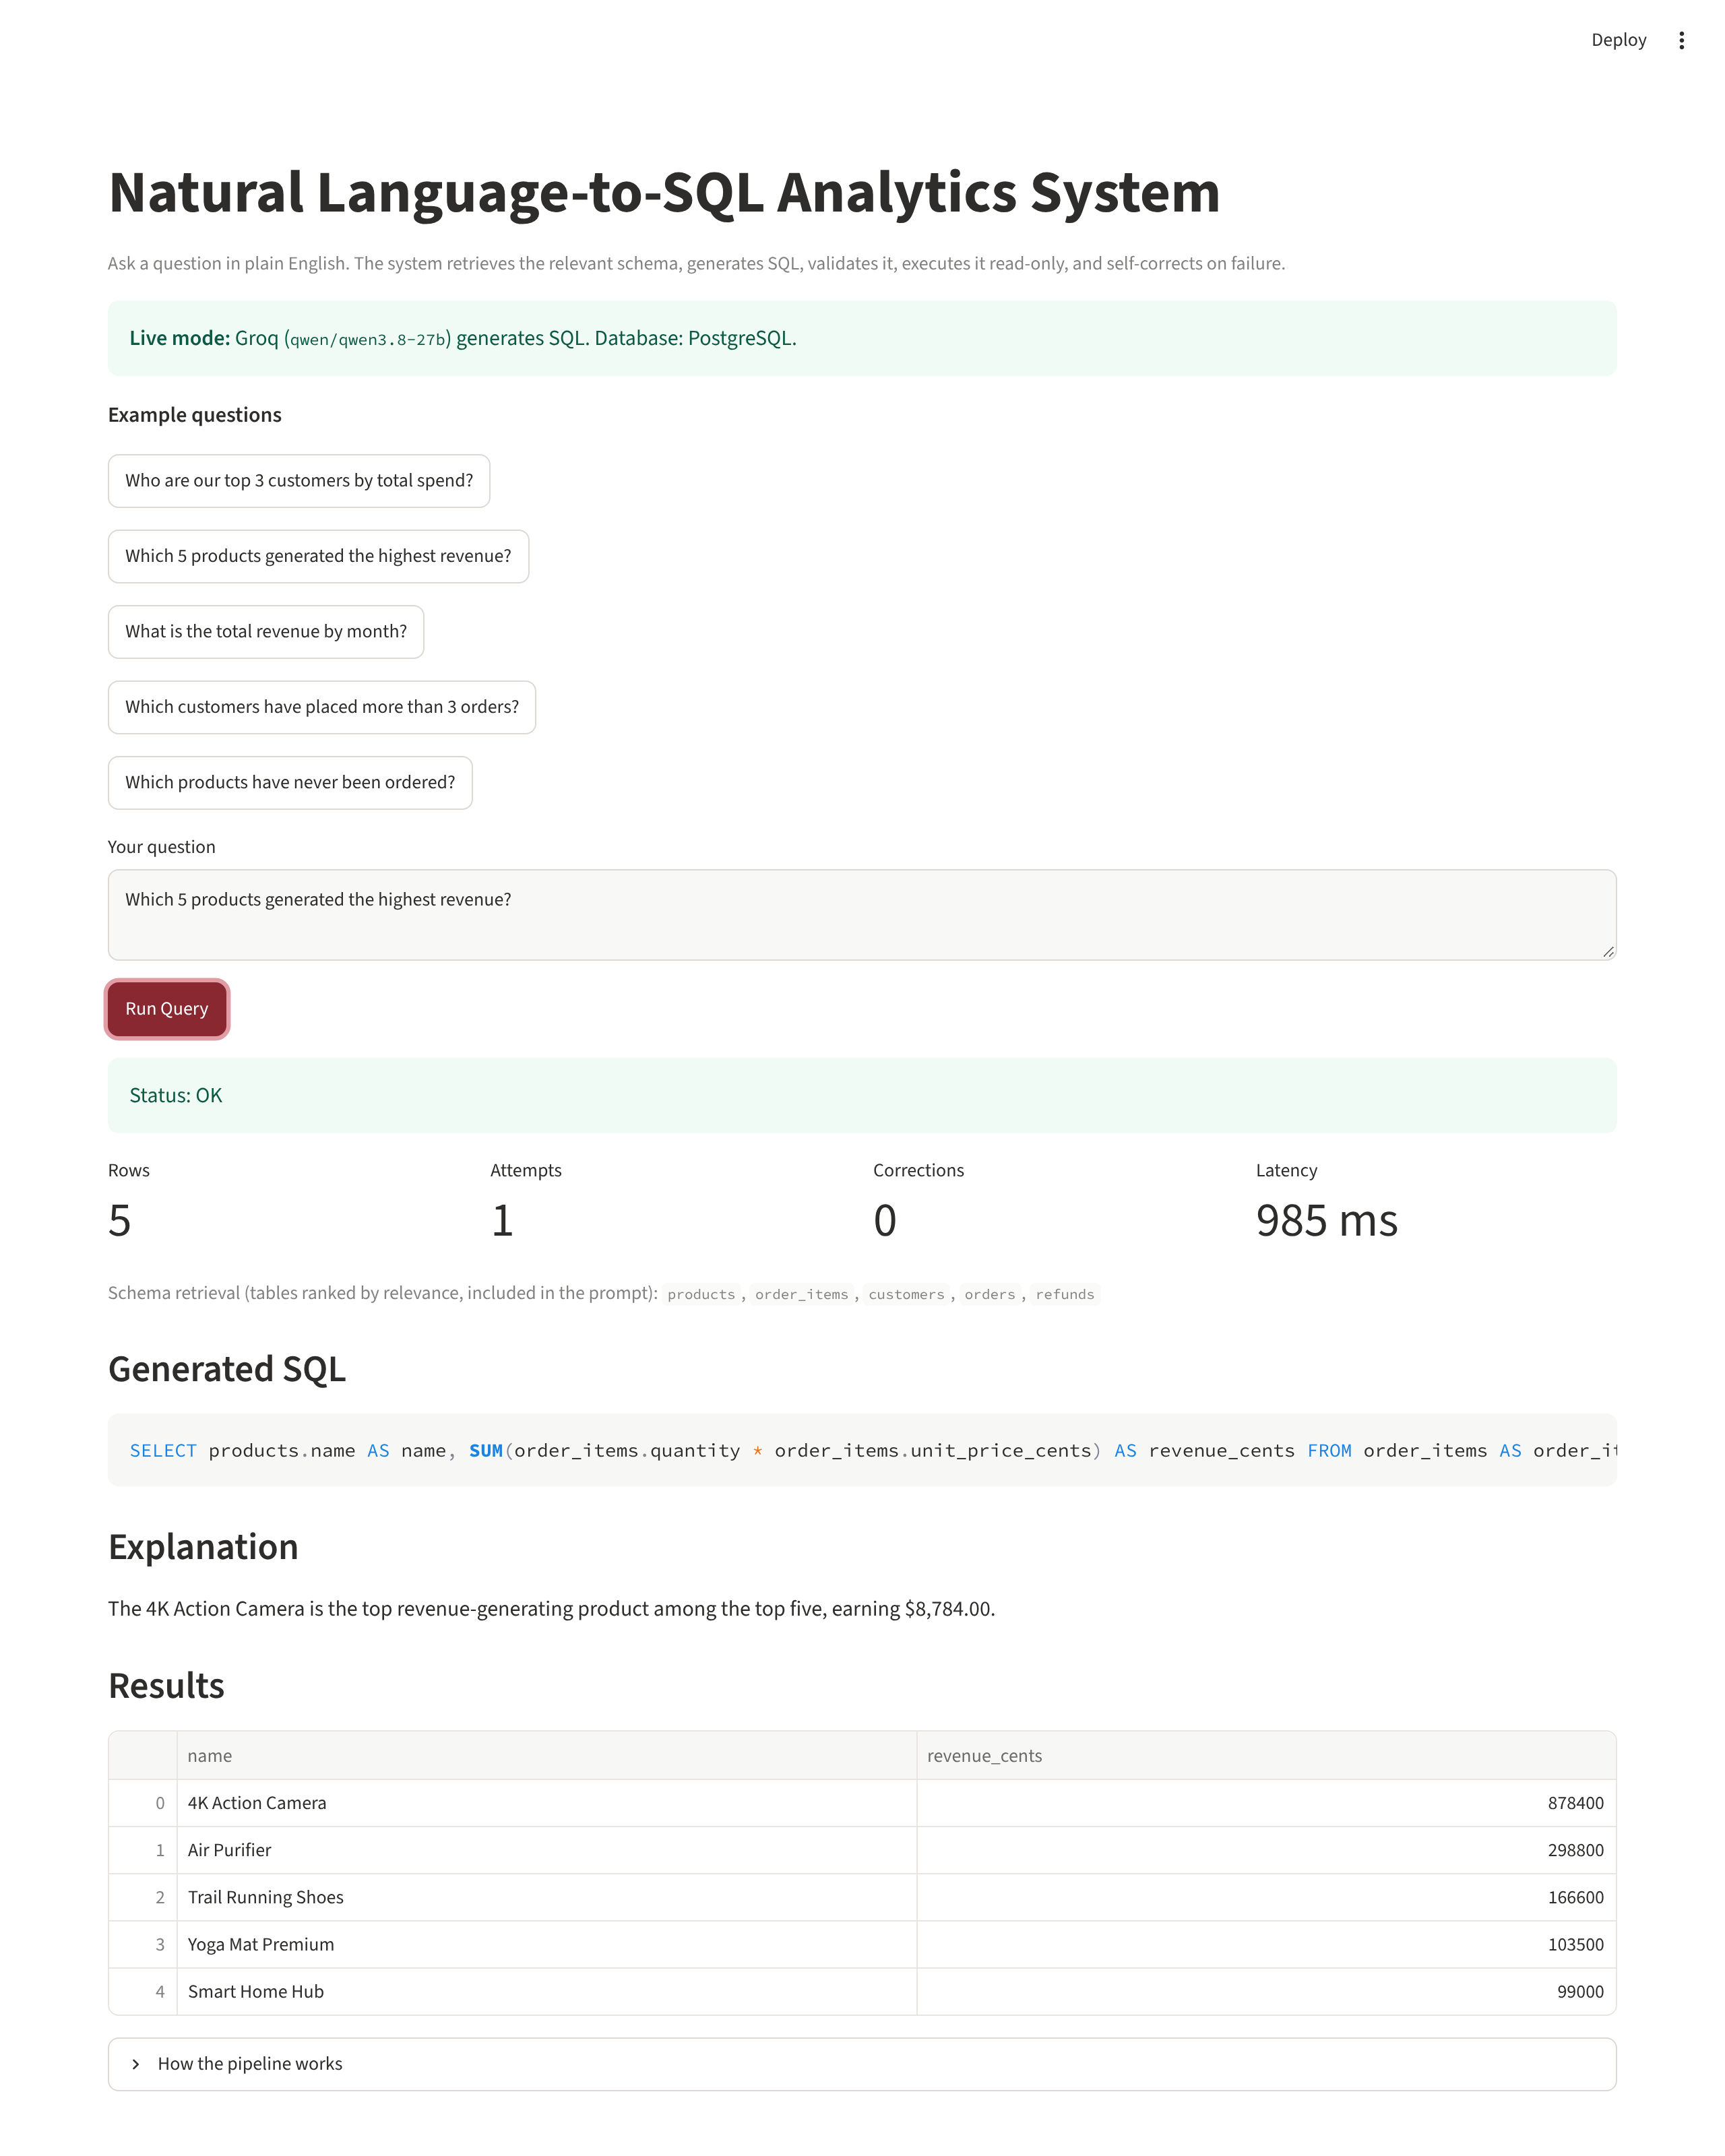 Deploy
Natural Language-to-SQL Analytics System
Ask a question in plain English. The system retrieves the relevant schema, generates SQL, validates it, executes it read-only, and self-corrects on failure.
Live mode: Groq (qwen/qwen3.8-27b) generates SQL. Database: PostgreSQL.
Example questions
Who are our top 3 customers by total spend?
Which 5 products generated the highest revenue?
What is the total revenue by month?
Which customers have placed more than 3 orders?
Which products have never been ordered?
Your question
Which 5 products generated the highest revenue?
Run Query
Status: OK
Rows Attempts Corrections Latency
5 1 0 985 ms
Schema retrieval (tables ranked by relevance, included in the prompt): products , order_items , customers , orders , refunds
Generated SQL
SELECT products.name AS name, SUM(order_items.quantity * order_items.unit_price_cents) AS revenue_cents FROM order_items AS order_it
Explanation
The 4K Action Camera is the top revenue-generating product among the top five, earning $8,784.00.
Results
name revenue_cents
0 4K Action Camera 878400
1 Air Purifier 298800
2 Trail Running Shoes 166600
3 Yoga Mat Premium 103500
4 Smart Home Hub 99000
How the pipeline works